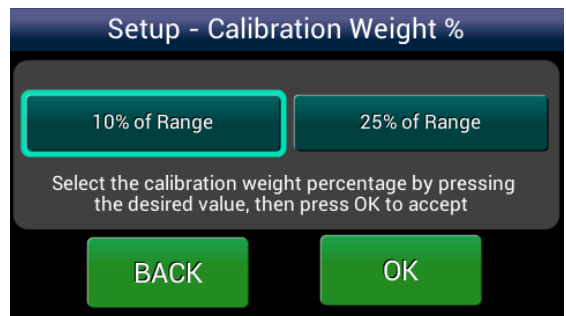 Setup - Calibration Weight %
10% of Range
25% of Range
Select the calibration weight percentage by pressing
the desired value, then press OK to accept
BACK
OK